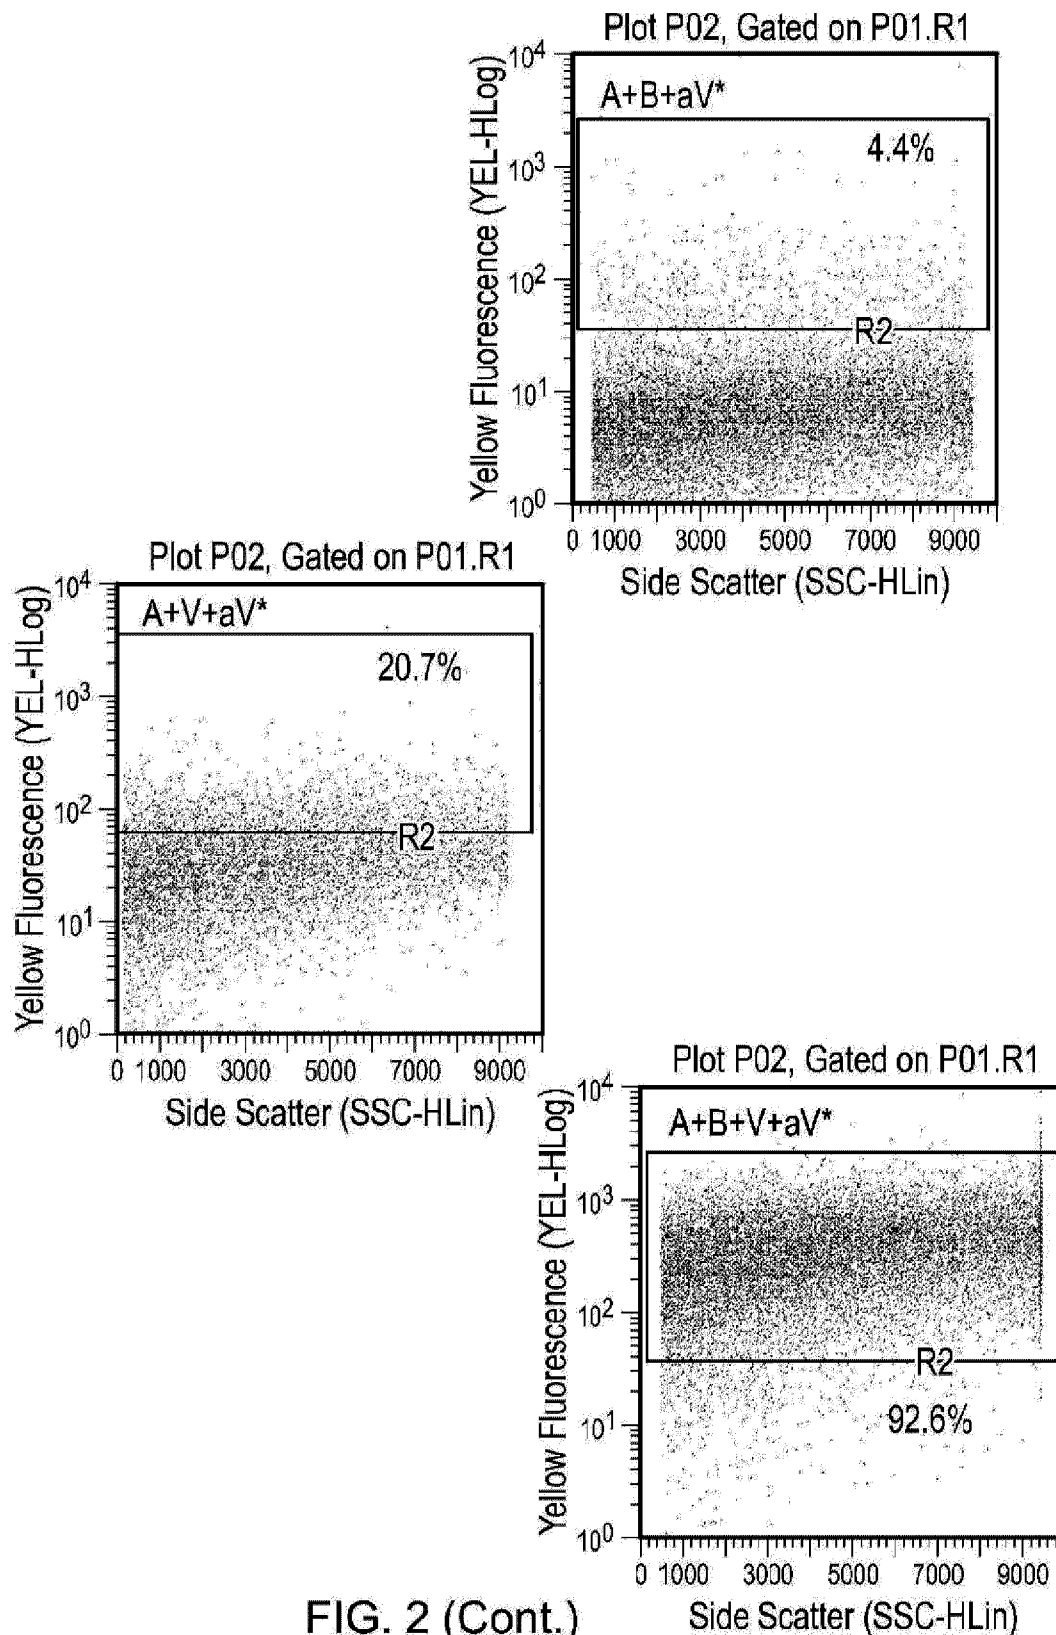 Plot P02, Gated on P01.R1
A+B+aV*
4.4%
R2
10^4
10^3
10^2
10^1
10^0
Yellow Fluorescence (YEL-HLog)
0 1000 3000 5000 7000 9000
Side Scatter (SSC-HLin)
Plot P02, Gated on P01.R1
A+V+aV*
20.7%
R2
10^4
10^3
10^2
10^1
10^0
Yellow Fluorescence (YEL-HLog)
0 1000 3000 5000 7000 9000
Side Scatter (SSC-HLin)
Plot P02, Gated on P01.R1
A+B+V+aV*
R2
92.6%
10^4
10^3
10^2
10^1
10^0
Yellow Fluorescence (YEL-HLog)
0 1000 3000 5000 7000 9000
Side Scatter (SSC-HLin)
FIG. 2 (Cont.)